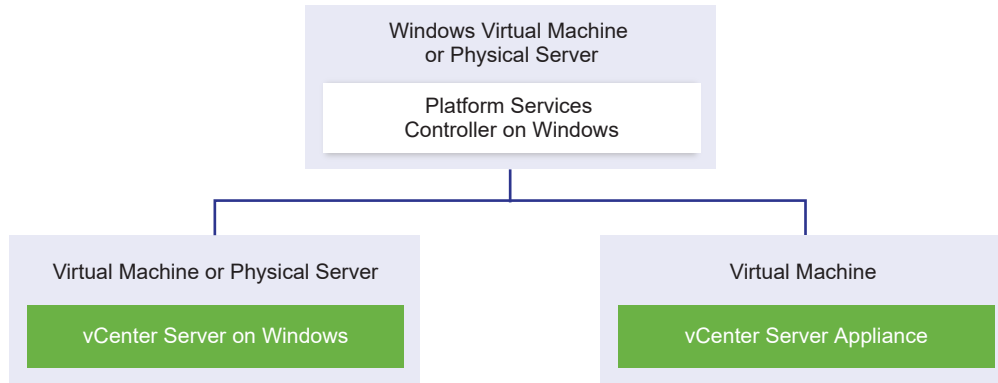 Windows Virtual Machine
or Physical Server
Platform Services
Controller on Windows
Virtual Machine or Physical Server
vCenter Server on Windows
Virtual Machine
vCenter Server Appliance